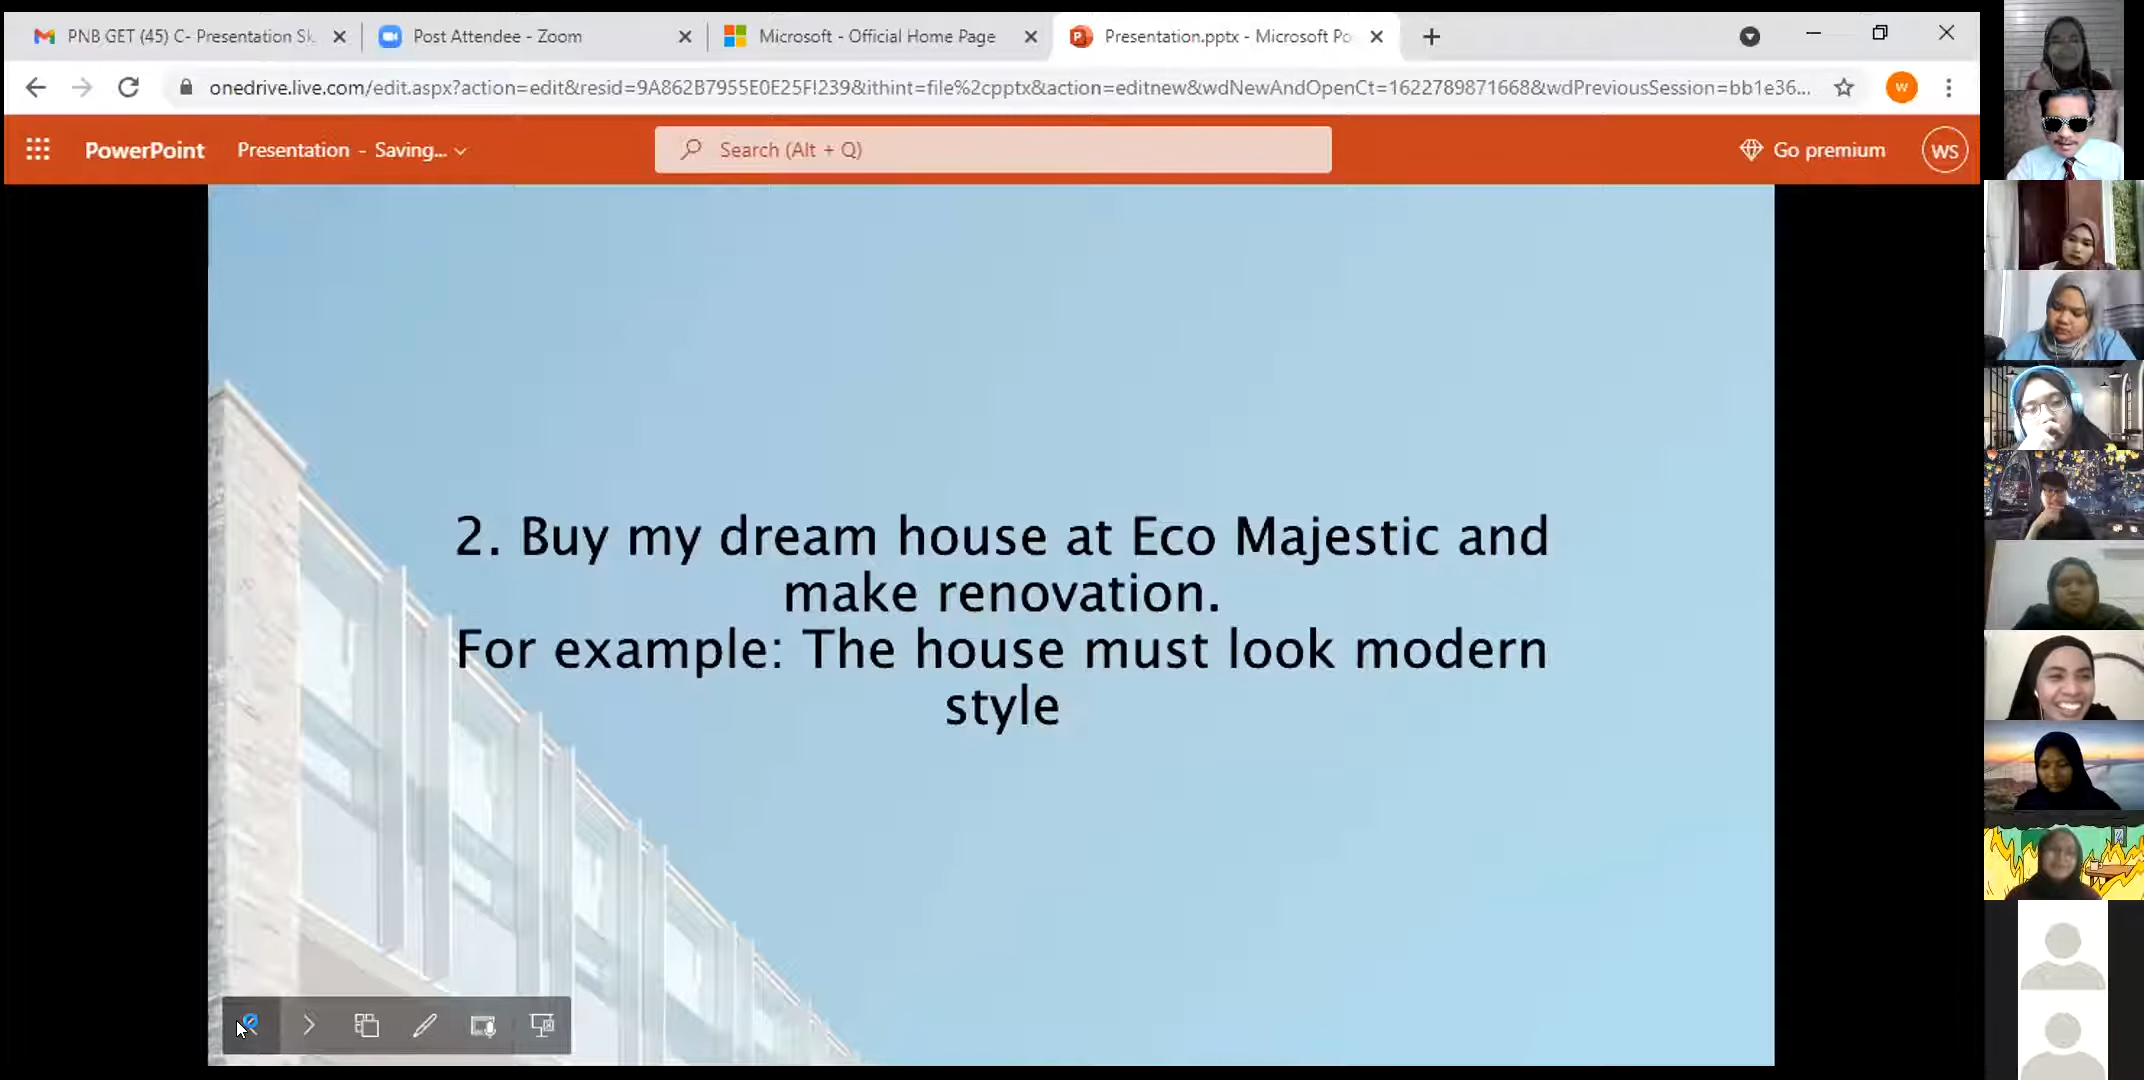 PNB GET (45) C- Presentation Sk
Post Attendee - Zoom
Microsoft - Official Home Page
Presentation.pptx - Microsoft Po
onedrive.live.com/edit.aspx?action=edit&resid=9A862B7955E0E25F!239&ithint=file%2cpptx&action=editnew&wdNewAndOpenCt=1622789871668&wdPreviousSession=bb1e36...
W
PowerPoint
Presentation - Saving...
Search (Alt + Q)
Go premium
WS
2. Buy my dream house at Eco Majestic and
make renovation.
For example: The house must look modern
style